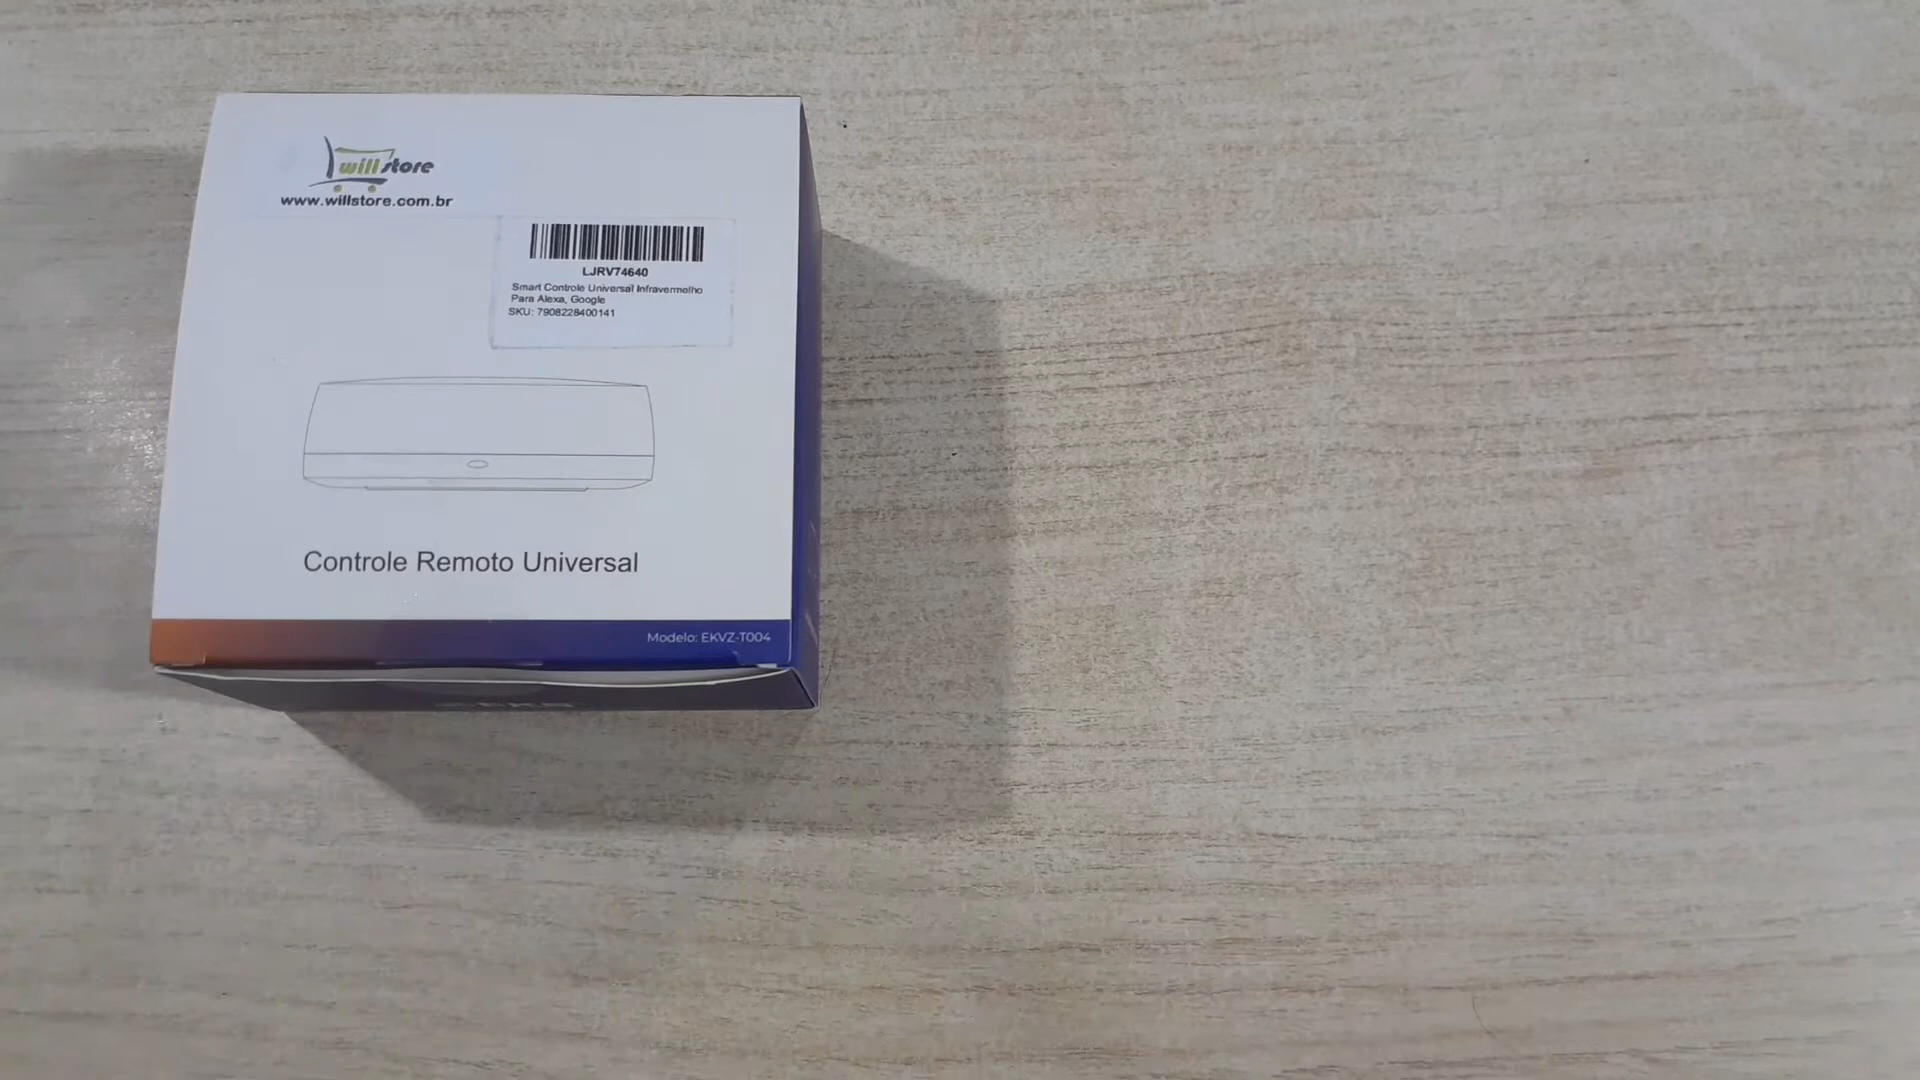 willstore
www.willstore.com.br
LJRV74640
Smart Controle Universal Infravermelho
Para Alexa, Google
SKU: 7908228400141
Controle Remoto Universal
Modelo: EKVZ-T004